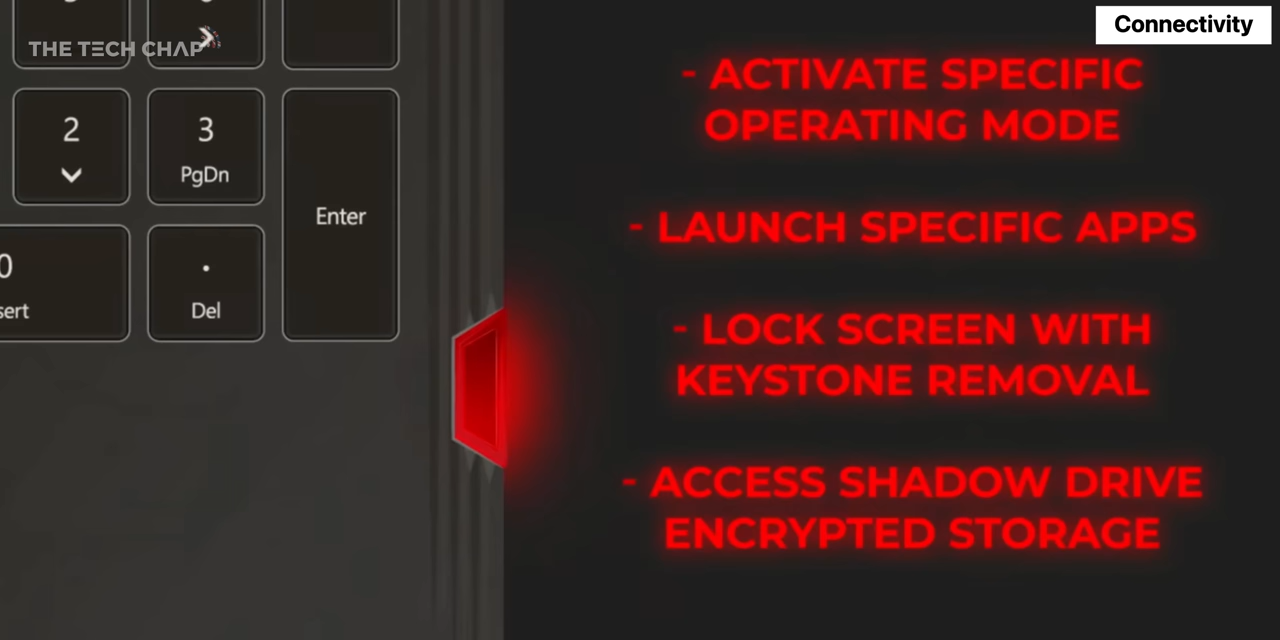 Connectivity
THE TECH CHAP
2
3
PgDn
Enter
0
sert
.
Del
- ACTIVATE SPECIFIC
OPERATING MODE
- LAUNCH SPECIFIC APPS
- LOCK SCREEN WITH
KEYSTONE REMOVAL
- ACCESS SHADOW DRIVE
ENCRYPTED STORAGE